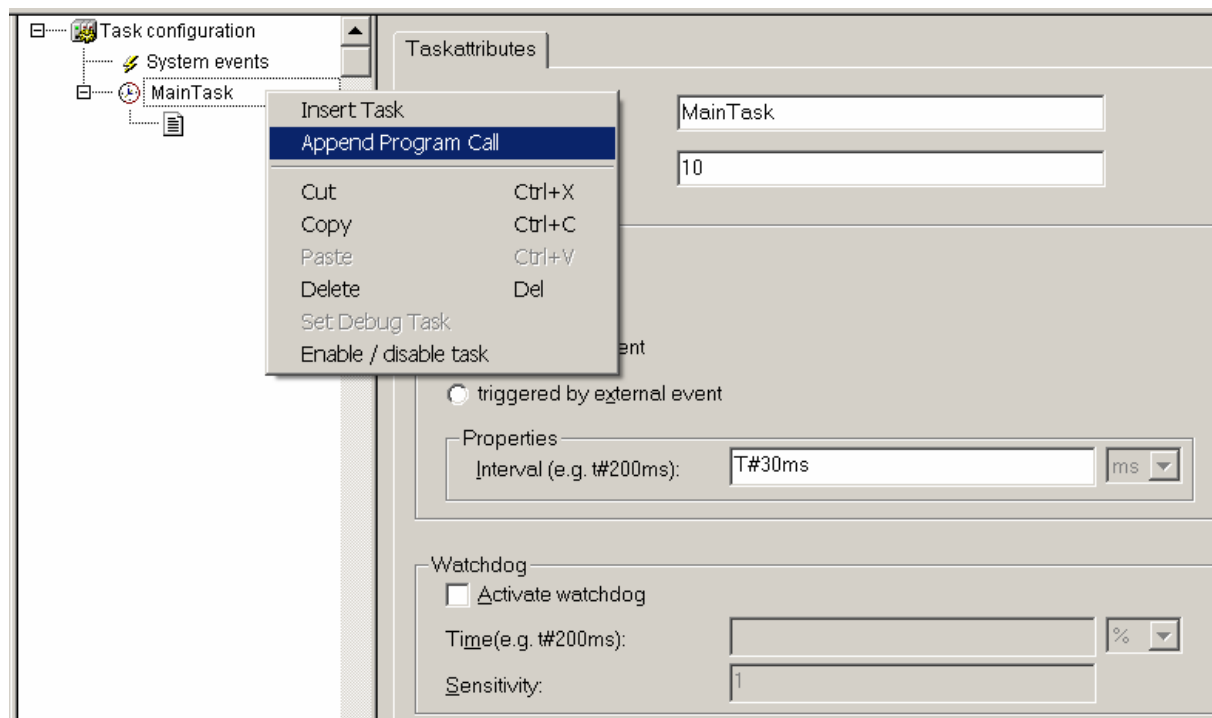 Task configuration
System events
MainTask
Insert Task
Append Program Call
Cut Ctrl+X
Copy Ctrl+C
Paste Ctrl+V
Delete Del
Set Debug Task
Enable / disable task
Taskattributes
MainTask
10
ent
triggered by external event
Properties
Interval (e.g. t#200ms): T#30ms ms
Watchdog
Activate watchdog
Time(e.g. t#200ms): %
Sensitivity: 1